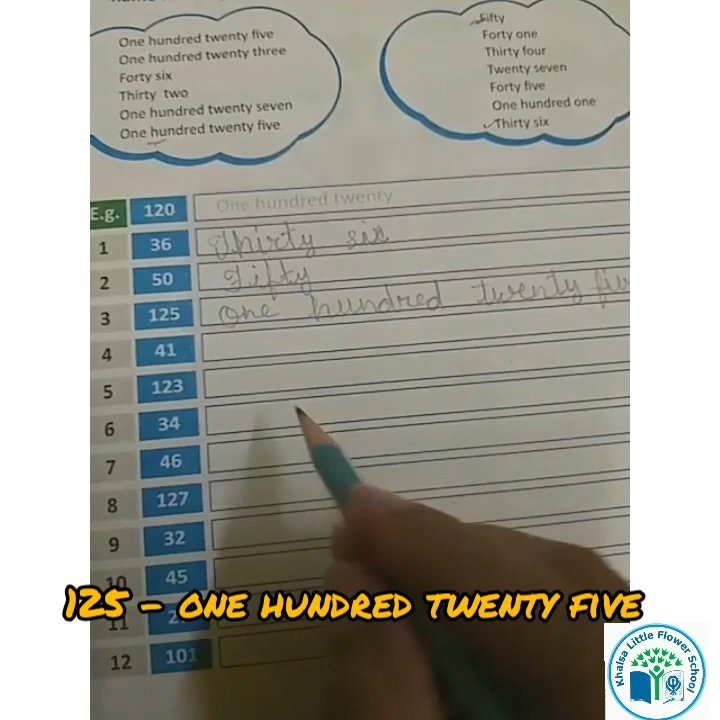 One hundred twenty five
One hundred twenty three
Forty six
Thirty two
One hundred twenty seven
One hundred twenty five
Fifty
Forty one
Thirty four
Twenty seven
Forty five
One hundred one
Thirty six
E.g. 120 One hundred twenty
1 36 Thirty six
2 50 Fifty
3 125 One hundred twenty fiv
4 41
5 123
6 34
7 46
8 127
9 32
10 45
11
12 101
125 - ONE HUNDRED TWENTY FIVE
Khalsa Little Flower School